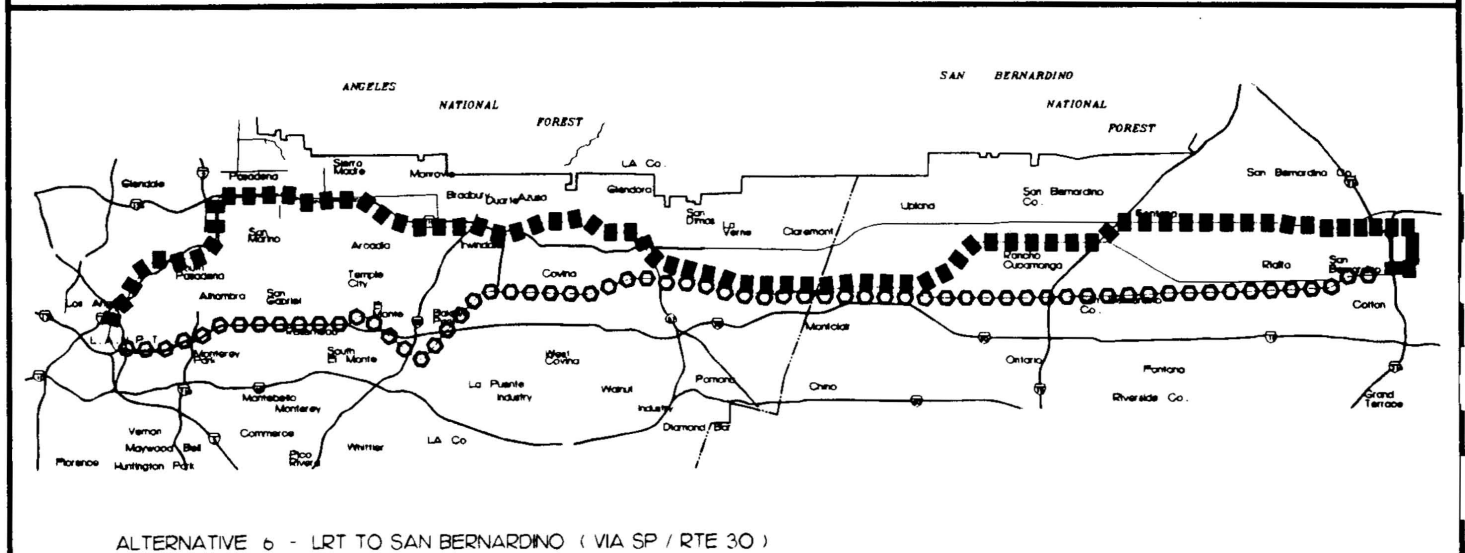 SAN BERNARDINO
ANGELES
NATIONAL
NATIONAL
FOREST
FOREST
LA Co.
Glendale
Pasadena
Sierra
Madre
Monrovia
Bradbury
Duarte
Azusa
Glendora
San
Dimas
La
Verne
Claremont
Upland
San Bernardino
Co.
San Bernardino Co.
San
Marino
Arcadia
Irwindale
Rancho
Cucamonga
Fontana
Rialto
San
Bernardino
South
Pasadena
Temple
City
Covina
Colton
Alhambra
San
Gabriel
El
Monte
Monterey
Park
South
El Monte
West
Covina
Montclair
Ontario
Fontana
La Puente
Industry
Walnut
Pomona
Chino
Riverside Co.
Grand
Terrace
Montebello
Monterey
Industry
Diamond Bar
Vernon
Commerce
Maywood
Bell
Whittier
LA Co
Pico
Rivera
Florence
Huntington Park
ALTERNATIVE 6 - LRT TO SAN BERNARDINO ( VIA SP / RTE 30 )